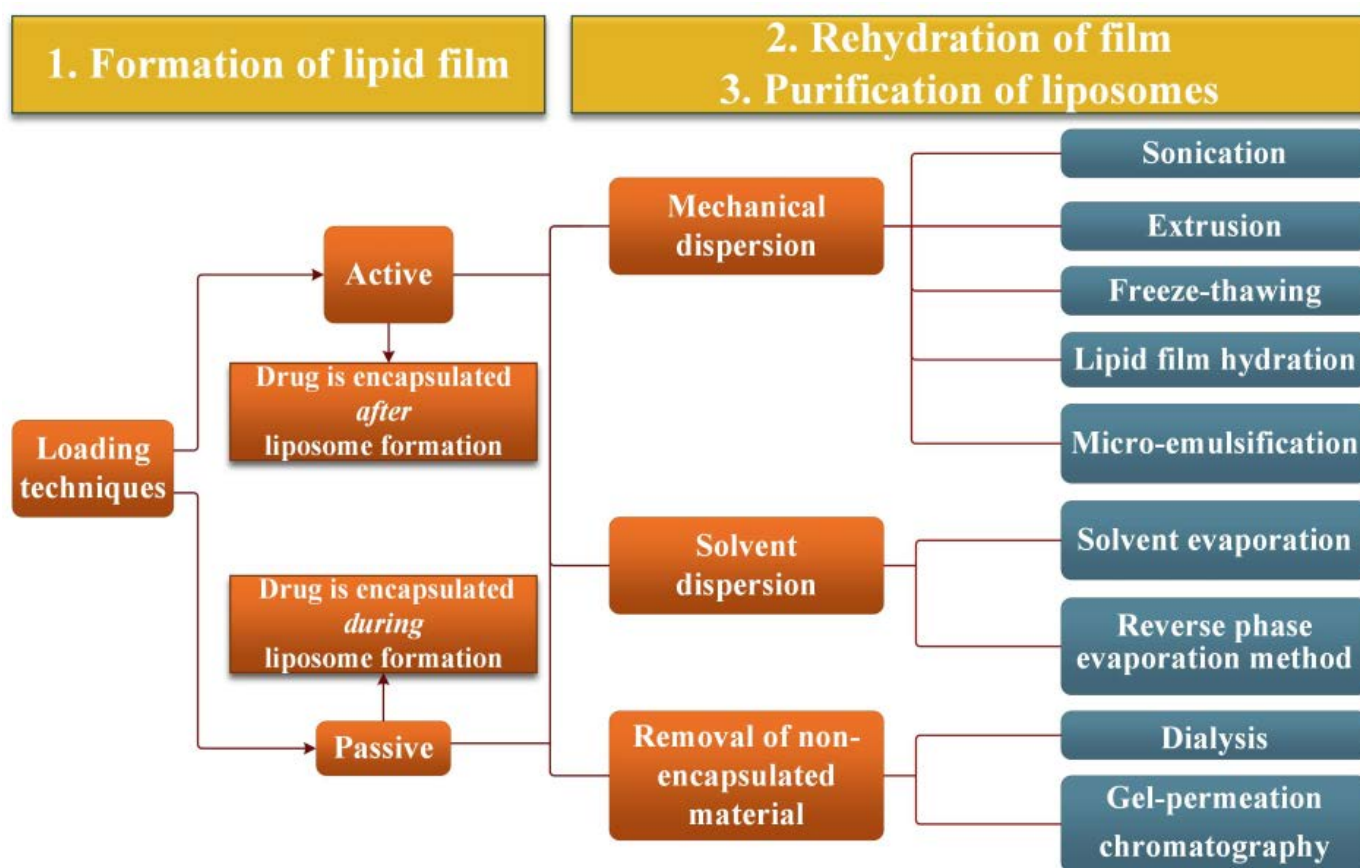 1. Formation of lipid film
2. Rehydration of film
3. Purification of liposomes
Loading
techniques
Active
Drug is encapsulated
after
liposome formation
Drug is encapsulated
during
liposome formation
Passive
Mechanical
dispersion
Solvent
dispersion
Removal of non-
encapsulated
material
Sonication
Extrusion
Freeze-thawing
Lipid film hydration
Micro-emulsification
Solvent evaporation
Reverse phase
evaporation method
Dialysis
Gel-permeation
chromatography